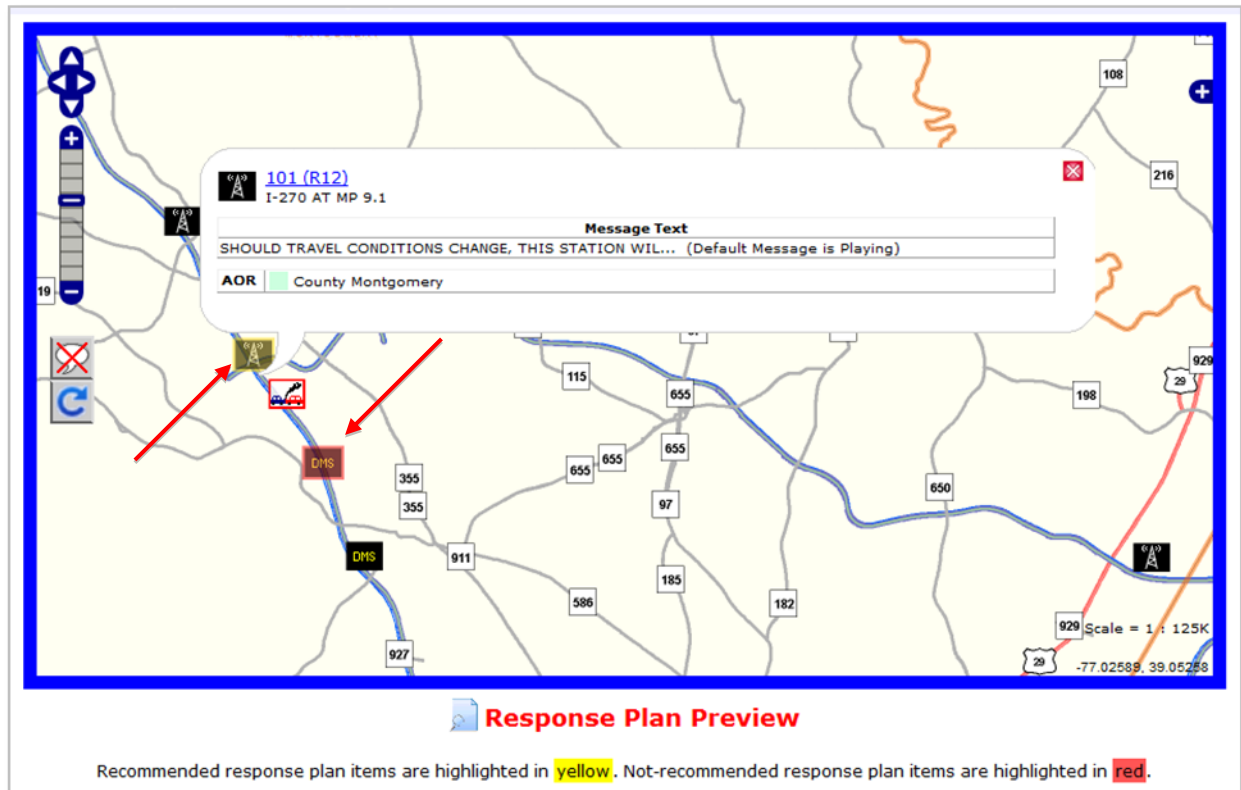 108
216
101 (R12)
I-270 AT MP 9.1
Message Text
SHOULD TRAVEL CONDITIONS CHANGE, THIS STATION WIL... (Default Message is Playing)
AOR County Montgomery
19
929
115
29
655
198
655
655
655
DMS
355
650
355
97
DMS
911
185
586
182
929
Scale = 1 : 125K
927
29
-77.02589, 39.05258
Response Plan Preview
Recommended response plan items are highlighted in yellow. Not-recommended response plan items are highlighted in red.